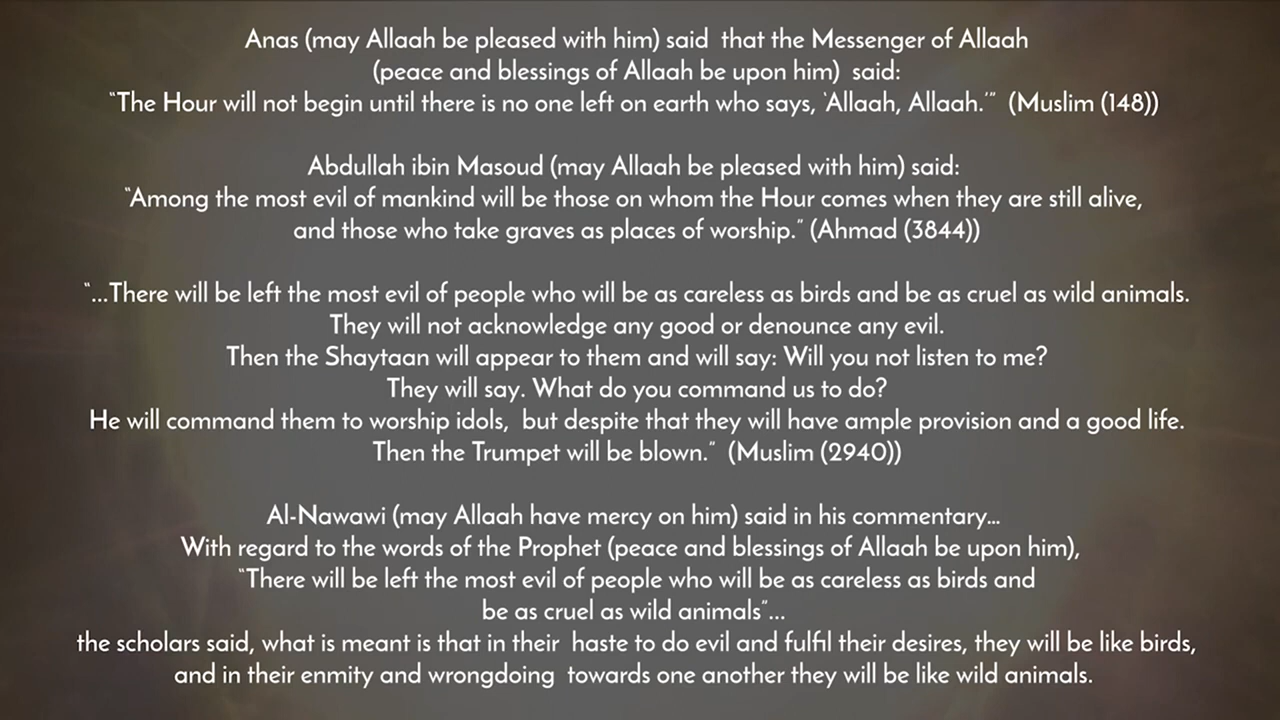 Anas (may Allaah be pleased with him) said that the Messenger of Allaah
(peace and blessings of Allaah be upon him) said:
“The Hour will not begin until there is no one left on earth who says, ‘Allaah, Allaah.’” (Muslim (148))
Abdullah ibin Masoud (may Allaah be pleased with him) said:
“Among the most evil of mankind will be those on whom the Hour comes when they are still alive,
and those who take graves as places of worship.” (Ahmad (3844))
“...There will be left the most evil of people who will be as careless as birds and be as cruel as wild animals.
They will not acknowledge any good or denounce any evil.
Then the Shaytaan will appear to them and will say: Will you not listen to me?
They will say. What do you command us to do?
He will command them to worship idols, but despite that they will have ample provision and a good life.
Then the Trumpet will be blown.” (Muslim (2940))
Al-Nawawi (may Allaah have mercy on him) said in his commentary...
With regard to the words of the Prophet (peace and blessings of Allaah be upon him),
“There will be left the most evil of people who will be as careless as birds and
be as cruel as wild animals”...
the scholars said, what is meant is that in their haste to do evil and fulfil their desires, they will be like birds,
and in their enmity and wrongdoing towards one another they will be like wild animals.